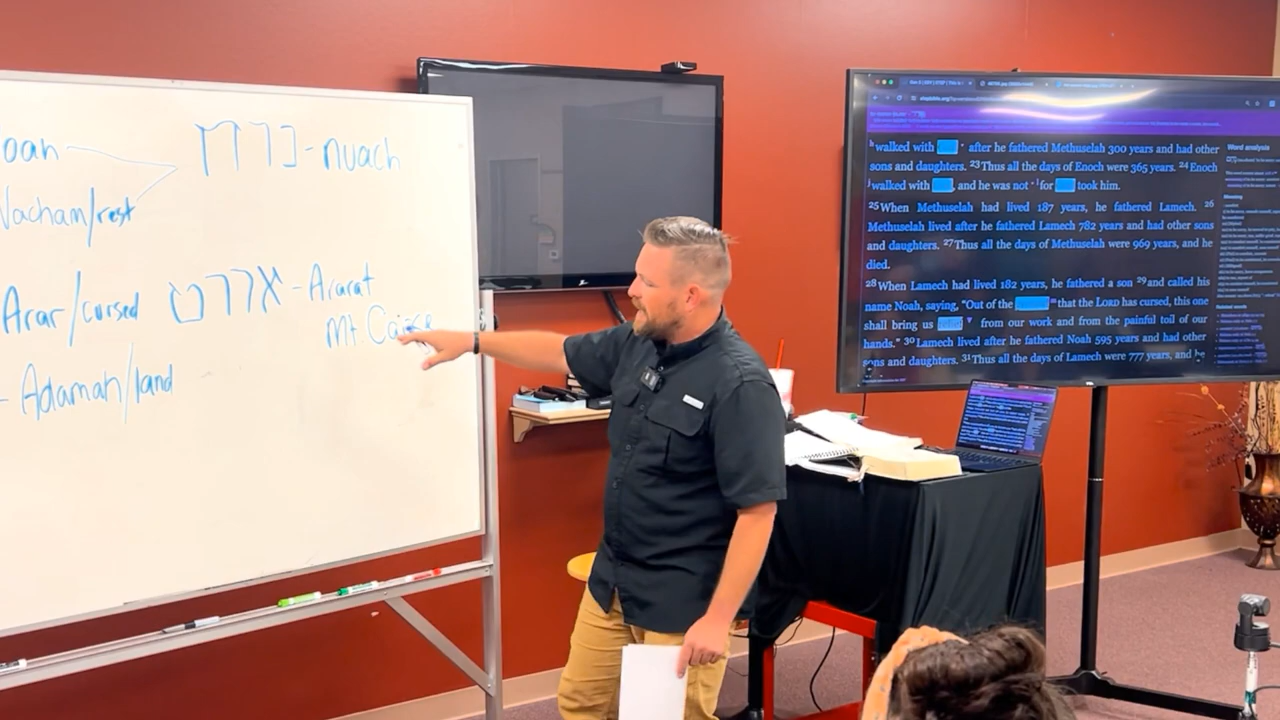 oah
נוח - nuach
Nacham/rest
Arar/cursed אררט - Ararat
Mt.
- Adamah/land
h walked with after he fathered Methuselah 300 years and had other
sons and daughters. 23 Thus all the days of Enoch were 365 years. 24 Enoch
walked with , and he was not for took him.
25 When Methuselah had lived 187 years, he fathered Lamech. 26
Methuselah lived after he fathered Lamech 782 years and had other sons
and daughters. 27 Thus all the days of Methuselah were 969 years, and he
died.
28 When Lamech had lived 182 years, he fathered a son 29 and called his
name Noah, saying, "Out of the that the LORD has cursed, this one
shall bring us relief from our work and from the painful toil of our
hands." 30 Lamech lived after he fathered Noah 595 years and had other
sons and daughters. 31 Thus all the days of Lamech were 777 years, and he
Word analysis
Meaning
Related words